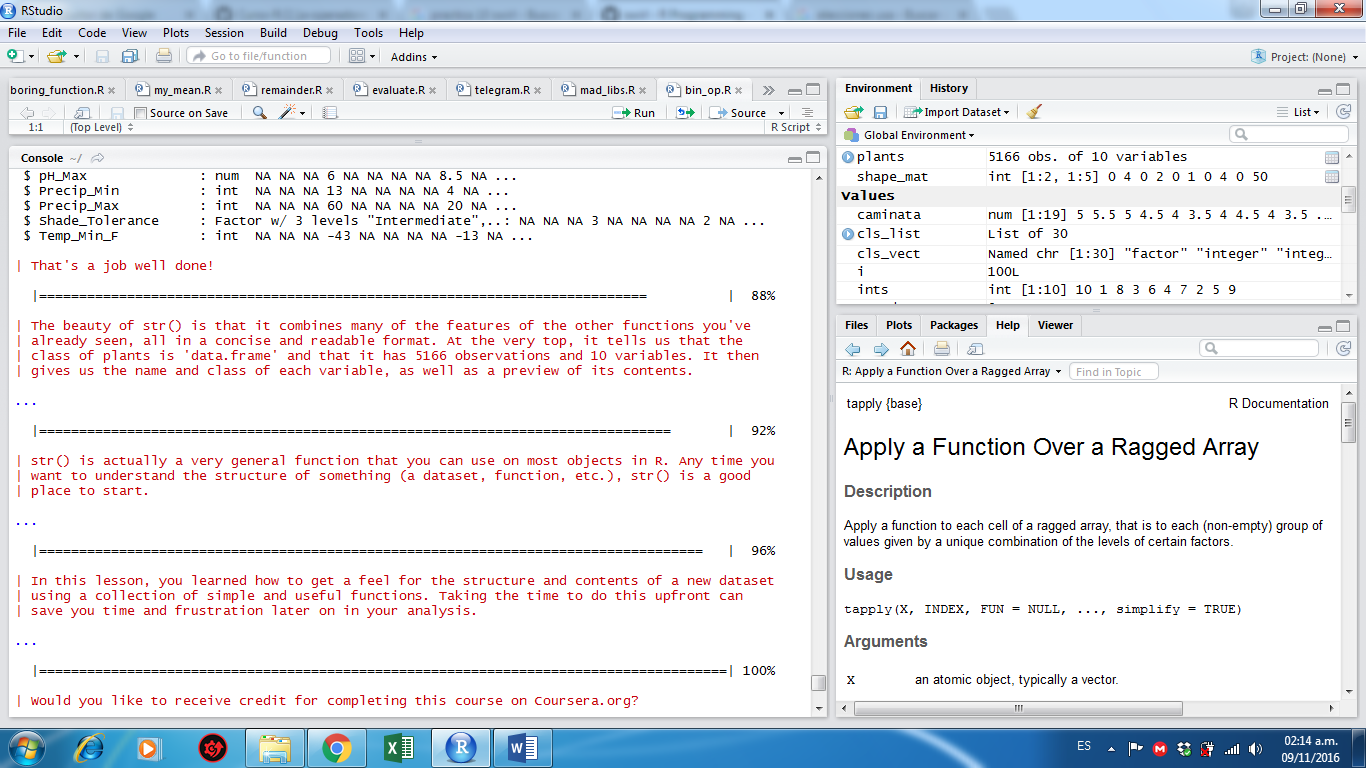 RStudio
File Edit Code View Plots Session Build Debug Tools Help
Go to file/function Addins Project: (None)
boring_function.R my_mean.R remainder.R evaluate.R telegram.R mad_libs.R bin_op.R
Source on Save Run Source
1:1 (Top Level) R Script
Console ~/
$ pH_Max : num NA NA NA 6 NA NA NA NA 8.5 NA ...
$ Precip_Min : int NA NA NA 13 NA NA NA NA 4 NA ...
$ Precip_Max : int NA NA NA 60 NA NA NA NA 20 NA ...
$ Shade_Tolerance : Factor w/ 3 levels "Intermediate",..: NA NA NA 3 NA NA NA NA 2 NA ...
$ Temp_Min_F : int NA NA NA -43 NA NA NA NA -13 NA ...
| That's a job well done!
|============================================================================ | 88%
| The beauty of str() is that it combines many of the features of the other functions you've
| already seen, all in a concise and readable format. At the very top, it tells us that the
| class of plants is 'data.frame' and that it has 5166 observations and 10 variables. It then
| gives us the name and class of each variable, as well as a preview of its contents.
...
|=============================================================================== | 92%
| str() is actually a very general function that you can use on most objects in R. Any time you
| want to understand the structure of something (a dataset, function, etc.), str() is a good
| place to start.
...
|=================================================================================== | 96%
| In this lesson, you learned how to get a feel for the structure and contents of a new dataset
| using a collection of simple and useful functions. Taking the time to do this upfront can
| save you time and frustration later on in your analysis.
...
|======================================================================================| 100%
| Would you like to receive credit for completing this course on Coursera.org?
Environment History
Import Dataset List
Global Environment
plants 5166 obs. of 10 variables
shape_mat int [1:2, 1:5] 0 4 0 2 0 1 0 4 0 50
Values
caminata num [1:19] 5 5.5 5 4.5 4 3.5 4 4.5 4 3.5 ...
cls_list List of 30
cls_vect Named chr [1:30] "factor" "integer" "integ...
i 100L
ints int [1:10] 10 1 8 3 6 4 7 2 5 9
Files Plots Packages Help Viewer
R: Apply a Function Over a Ragged Array Find in Topic
tapply {base} R Documentation
Apply a Function Over a Ragged Array
Description
Apply a function to each cell of a ragged array, that is to each (non-empty) group of
values given by a unique combination of the levels of certain factors.
Usage
tapply(X, INDEX, FUN = NULL, ..., simplify = TRUE)
Arguments
X an atomic object, typically a vector.
ES 02:14 a.m.
09/11/2016